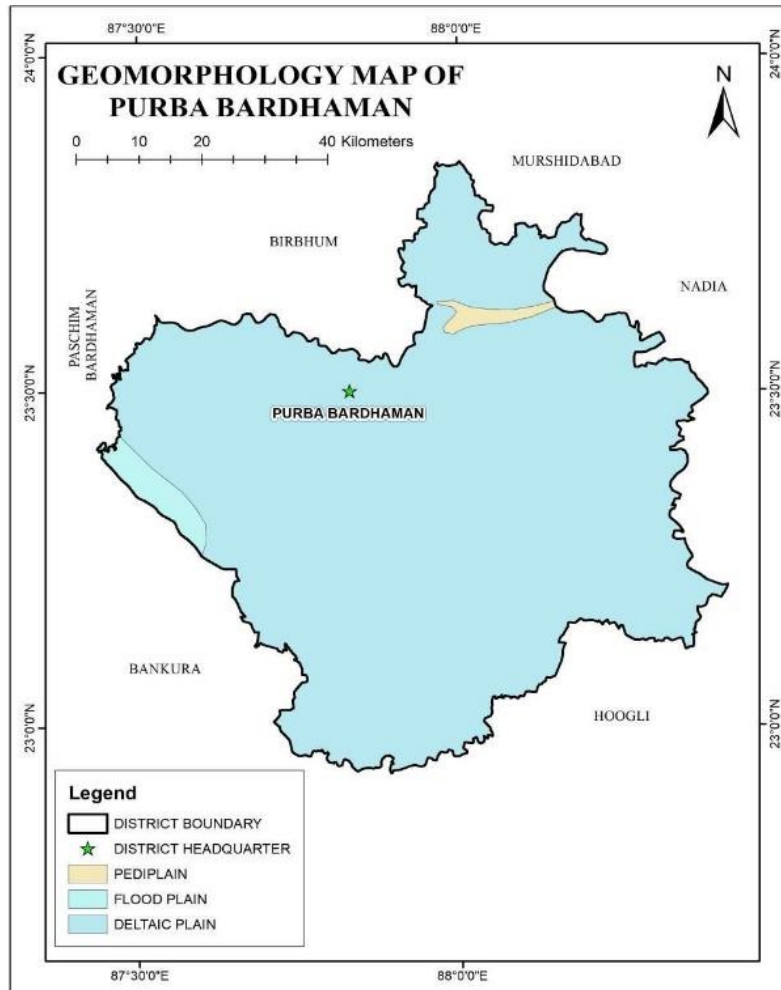 87°30'0"E 88°0'0"E
24°0'0"N 24°0'0"N
GEOMORPHOLOGY MAP OF
PURBA BARDHAMAN
N
0 5 10 20 30 40 Kilometers
MURSHIDABAD
BIRBHUM
NADIA
PASCHIM
BARDHAMAN
23°30'0"N 23°30'0"N
PURBA BARDHAMAN
BANKURA
HOOGLI
23°0'0"N 23°0'0"N
Legend
DISTRICT BOUNDARY
DISTRICT HEADQUARTER
PEDIPLAIN
FLOOD PLAIN
DELTAIC PLAIN
87°30'0"E 88°0'0"E